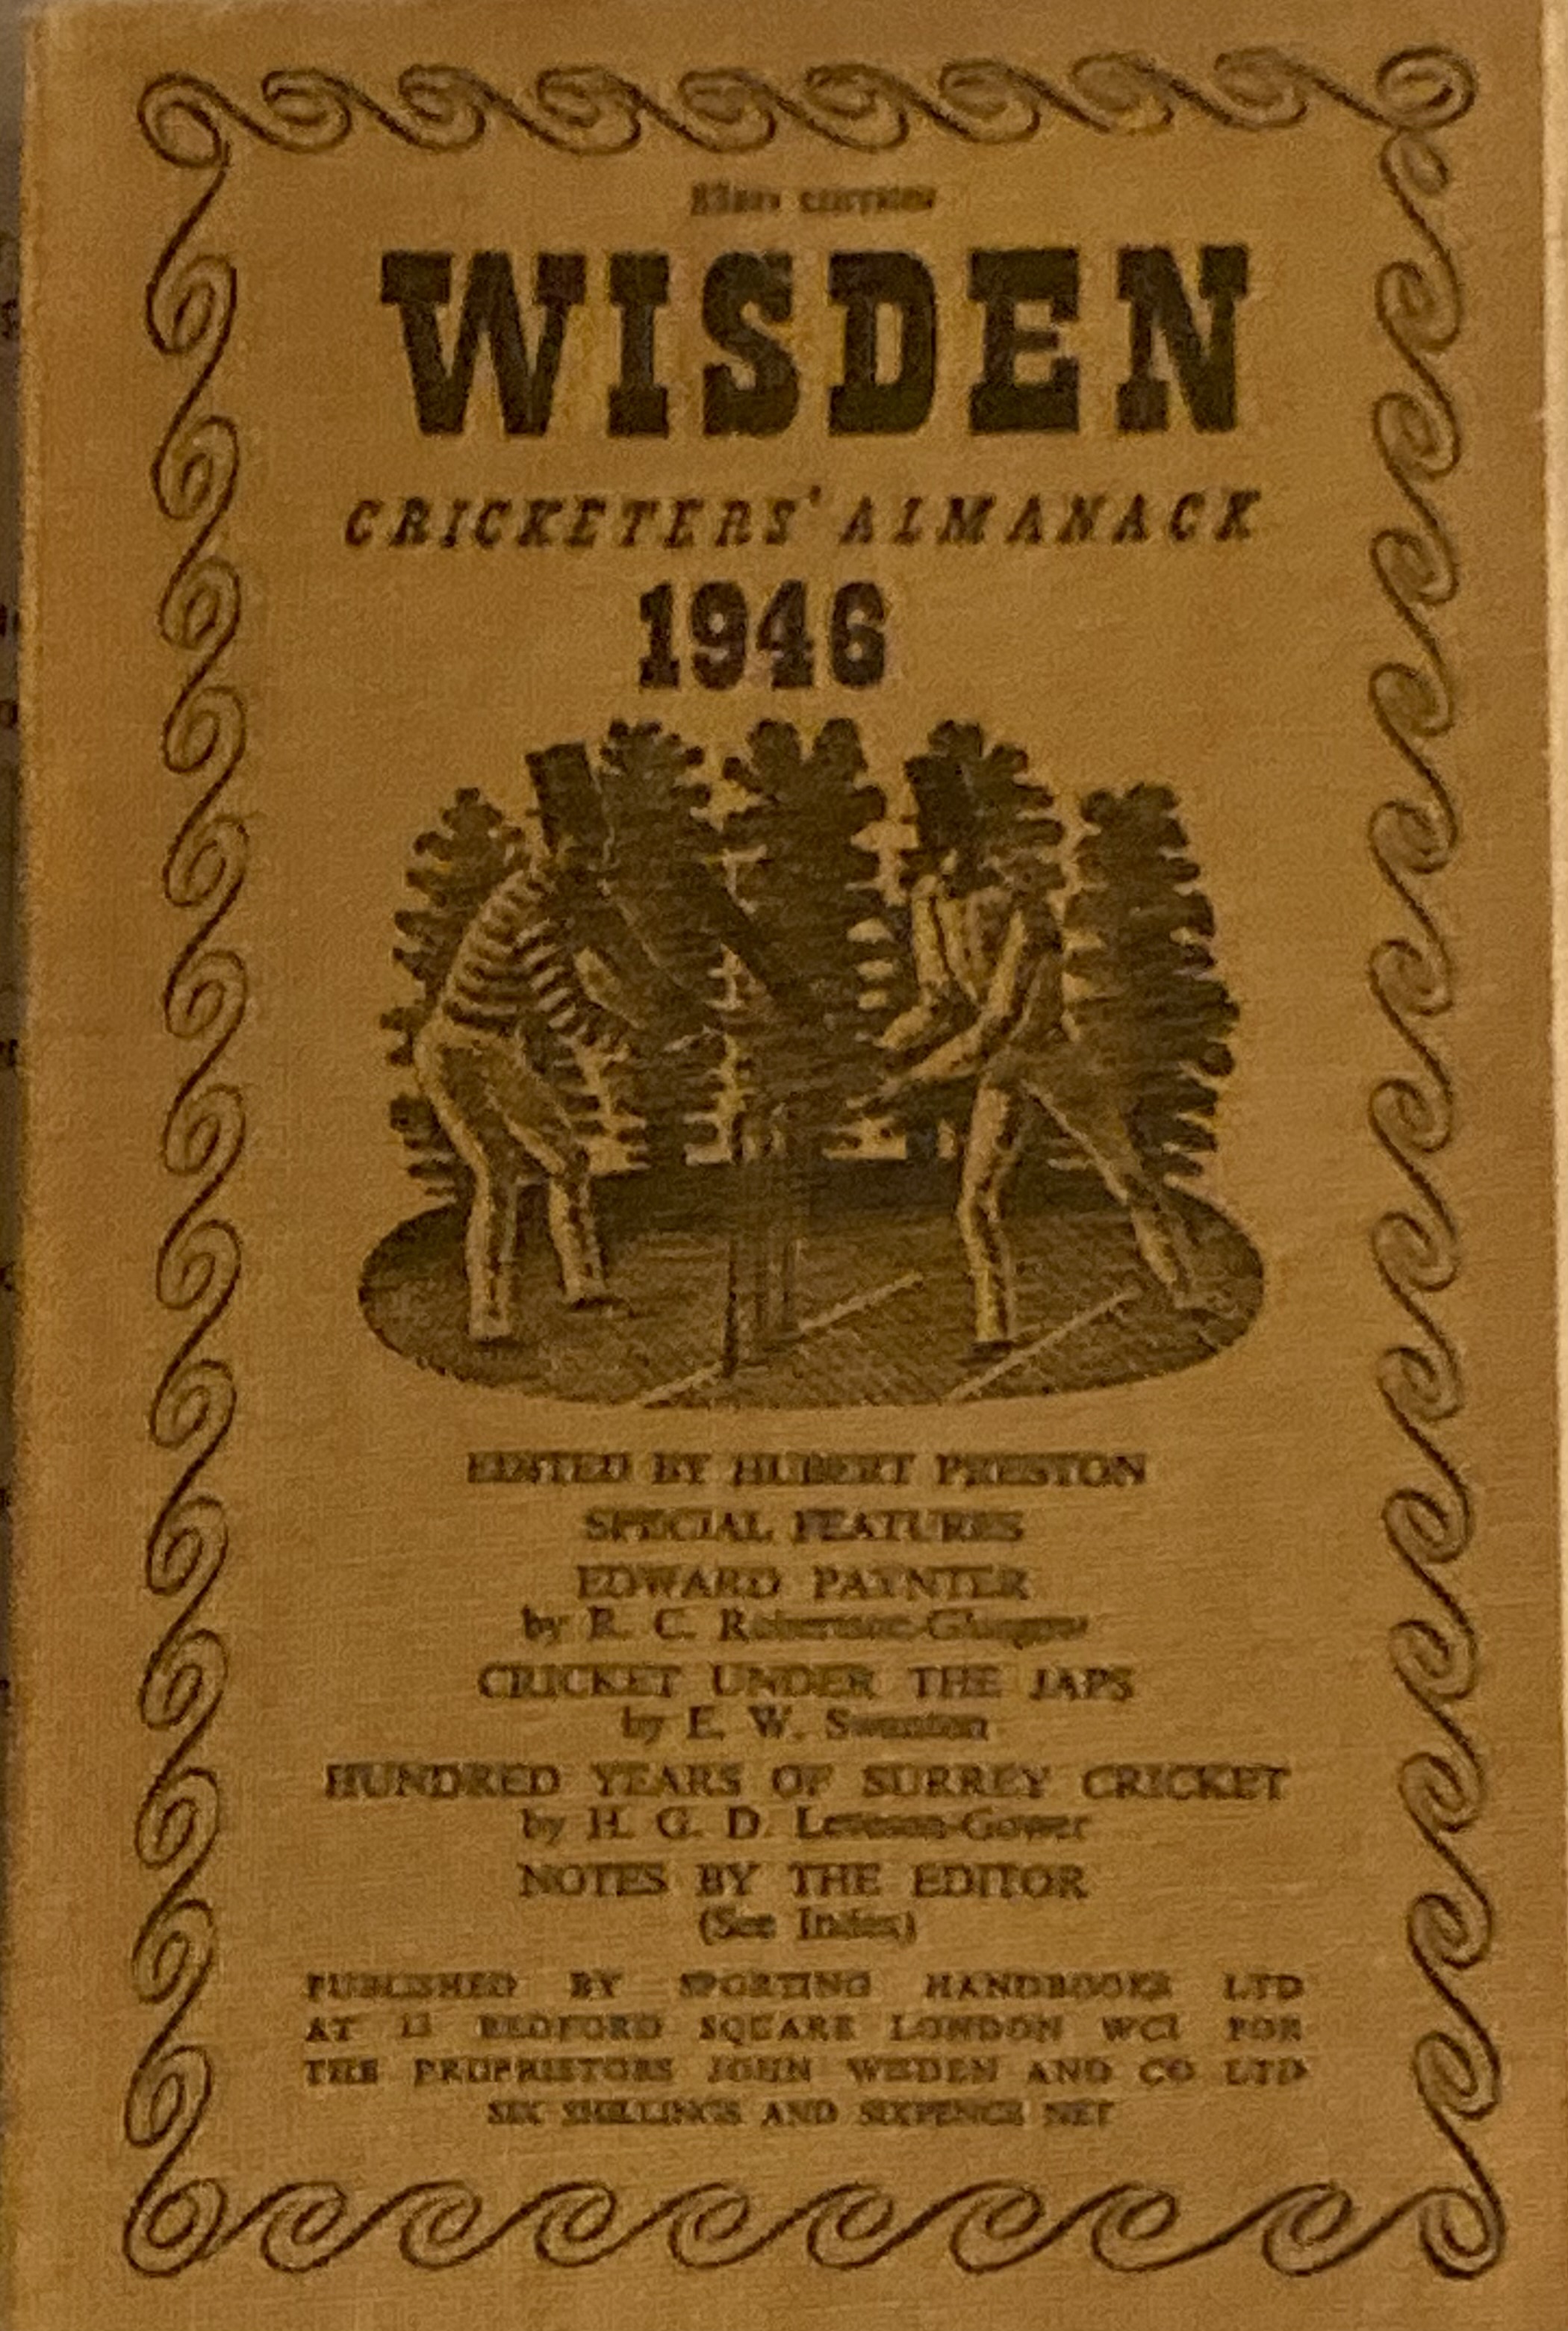 WISDEN
CRICKETERS' ALMANACK
1946
EDITED BY HUBERT PRESTON
SPECIAL FEATURES
EDWARD PAYNTER
by R. C. Robertson-Glasgow
CRICKET UNDER THE JAPS
by E. W. Swanton
HUNDRED YEARS OF SURREY CRICKET
by H. G. D. Leveson-Gower
NOTES BY THE EDITOR
(See Index)
PUBLISHED BY SPORTING HANDBOOKS LTD
AT 13 BEDFORD SQUARE LONDON WC1 FOR
THE PROPRIETORS JOHN WISDEN AND CO LTD
SIX SHILLINGS AND SIXPENCE NET